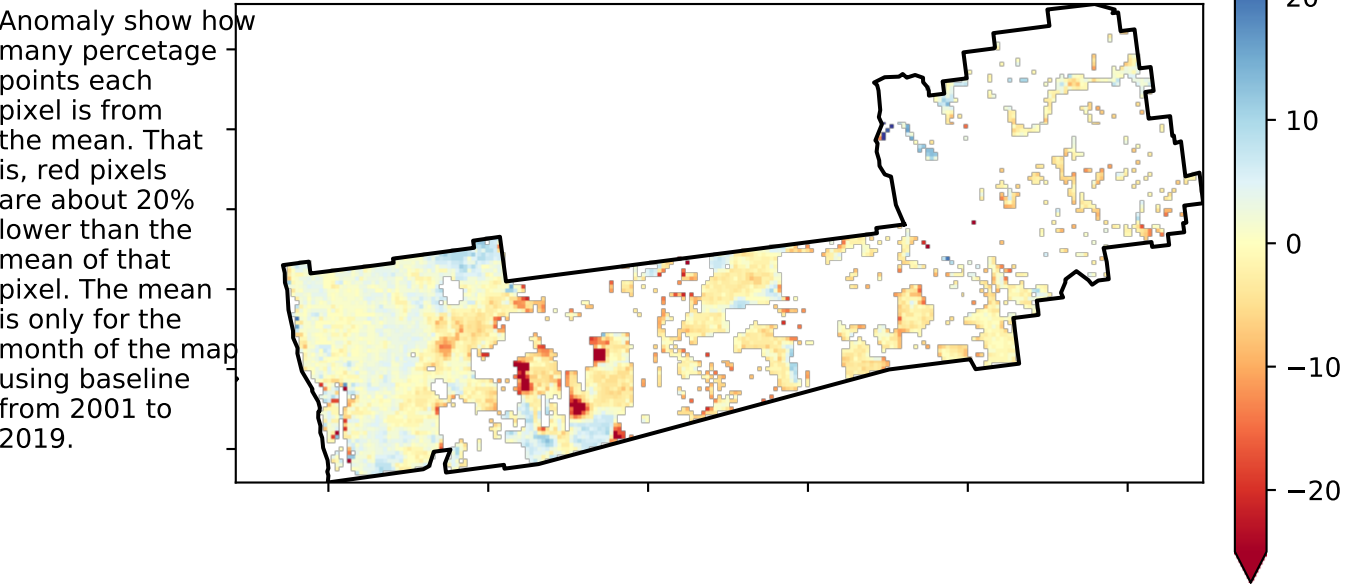 Anomaly show how
many percetage
points each
pixel is from
the mean. That
is, red pixels
are about 20%
lower than the
mean of that
pixel. The mean
is only for the
month of the map
using baseline
from 2001 to
2019.
20
10
0
−10
−20